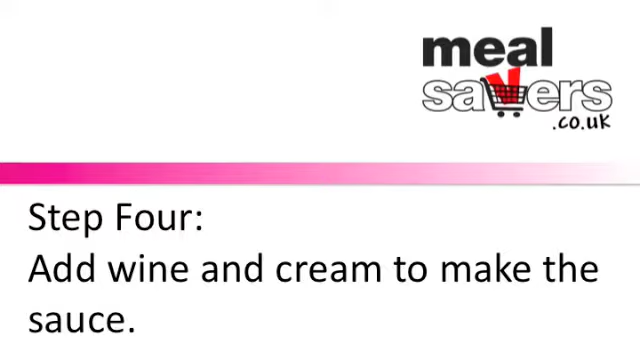 meal
savers
.co.uk
Step Four:
Add wine and cream to make the
sauce.